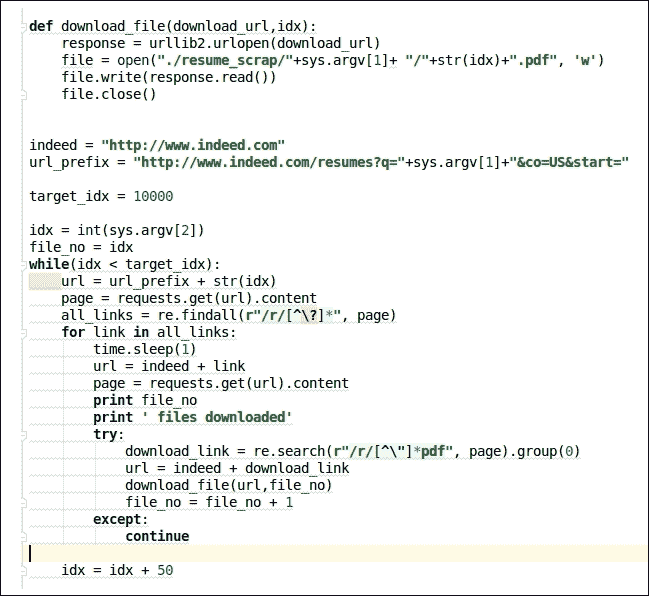 def download_file(download_url,idx):
    response = urllib2.urlopen(download_url)
    file = open("./resume_scrap/"+sys.argv[1]+ "/"+str(idx)+".pdf", 'w')
    file.write(response.read())
    file.close()
indeed = "http://www.indeed.com"
url_prefix = "http://www.indeed.com/resumes?q="+sys.argv[1]+"&co=US&start="
target_idx = 10000
idx = int(sys.argv[2])
file_no = idx
while(idx < target_idx):
    url = url_prefix + str(idx)
    page = requests.get(url).content
    all_links = re.findall(r"/r/[^\?]*", page)
    for link in all_links:
        time.sleep(1)
        url = indeed + link
        page = requests.get(url).content
        print file_no
        print ' files downloaded'
        try:
            download_link = re.search(r"/r/[^\"]*pdf", page).group(0)
            url = indeed + download_link
            download_file(url,file_no)
            file_no = file_no + 1
        except:
            continue
    idx = idx + 50